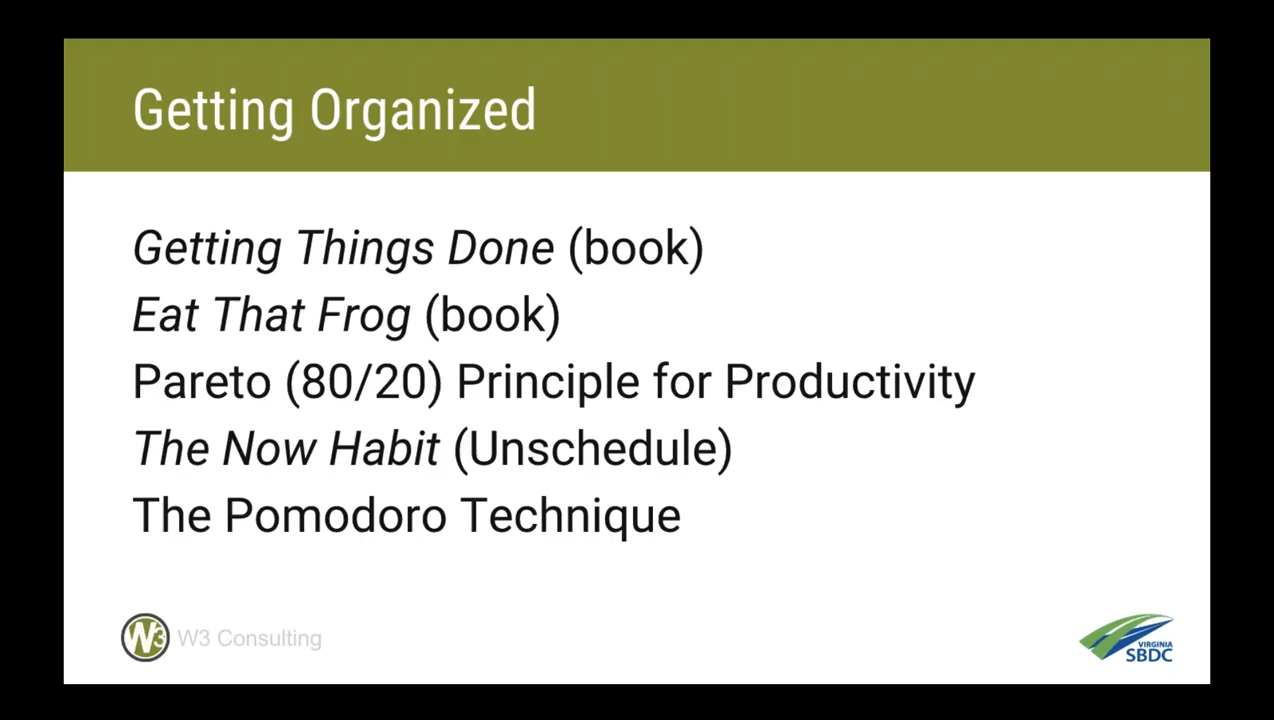 Getting Organized
Getting Things Done (book)
Eat That Frog (book)
Pareto (80/20) Principle for Productivity
The Now Habit (Unschedule)
The Pomodoro Technique
W3 W3 Consulting
VIRGINIA
SBDC